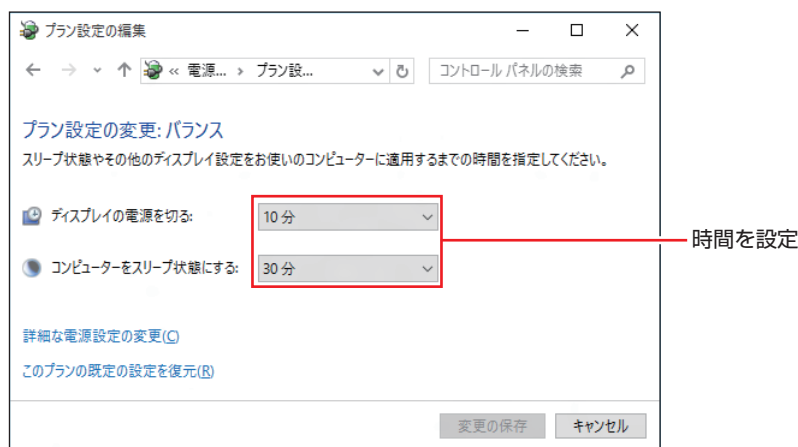 プラン設定の編集
« 電源... › プラン設...
コントロール パネルの検索
プラン設定の変更: バランス
スリープ状態やその他のディスプレイ設定をお使いのコンピューターに適用するまでの時間を指定してください。
ディスプレイの電源を切る: 10 分
時間を設定
コンピューターをスリープ状態にする: 30 分
詳細な電源設定の変更(C)
このプランの既定の設定を復元(R)
変更の保存 キャンセル